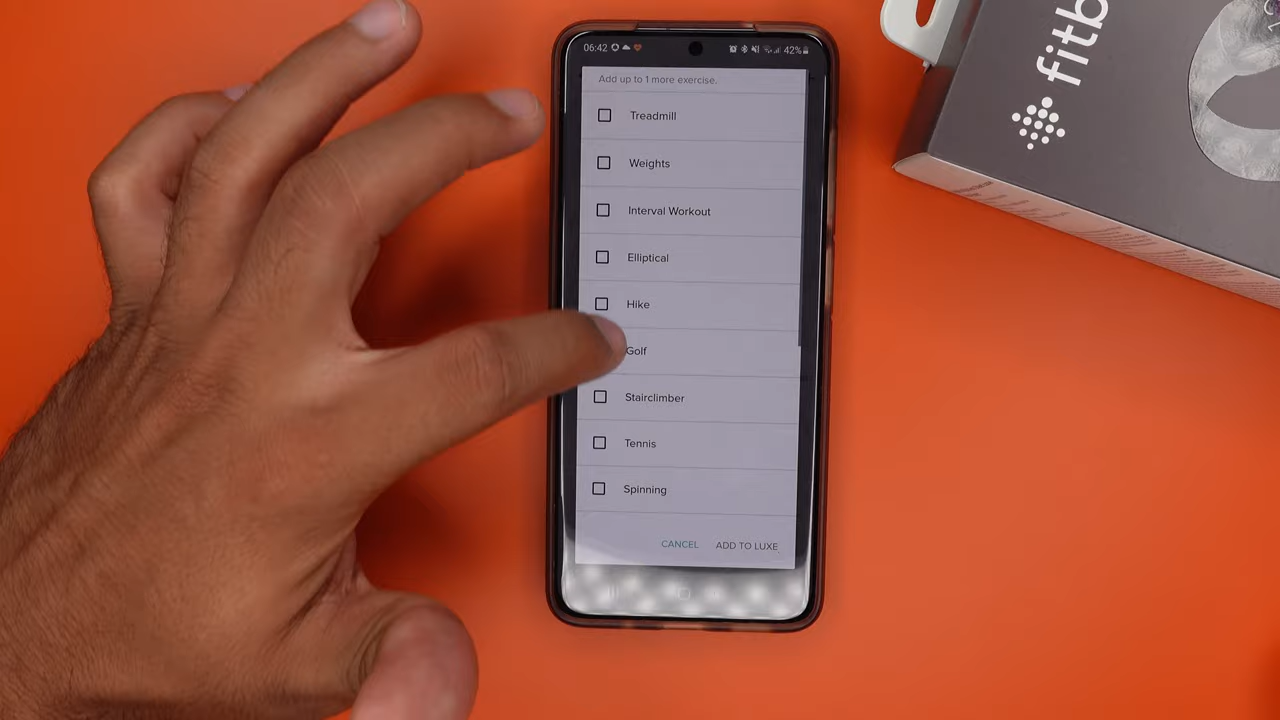 06:42
42%
Add up to 1 more exercise.
Treadmill
Weights
Interval Workout
Elliptical
Hike
Golf
Stairclimber
Tennis
Spinning
CANCEL ADD TO LUXE
fitb